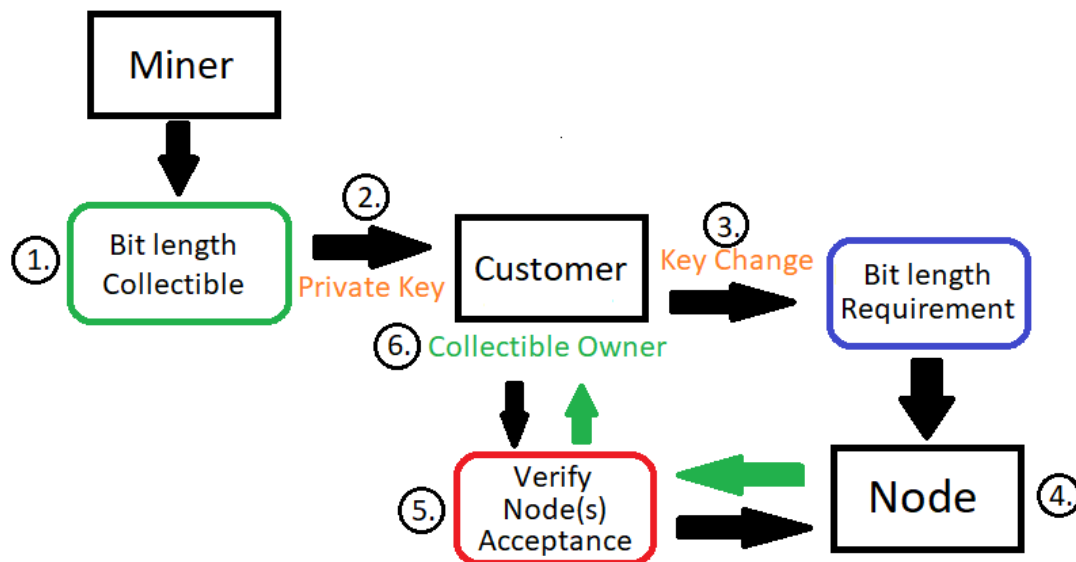 Miner
2.
3.
1.
Bit length
Collectible
Private Key
Customer
Key Change
Bit length
Requirement
6.
Collectible Owner
5.
Verify
Node(s)
Acceptance
Node
4.